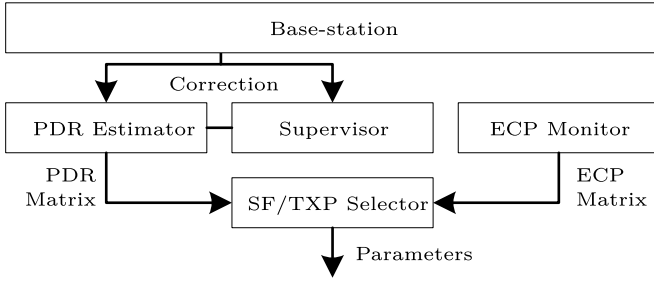 Base-station
Correction
PDR Estimator
Supervisor
ECP Monitor
PDR
Matrix
ECP
Matrix
SF/TXP Selector
Parameters